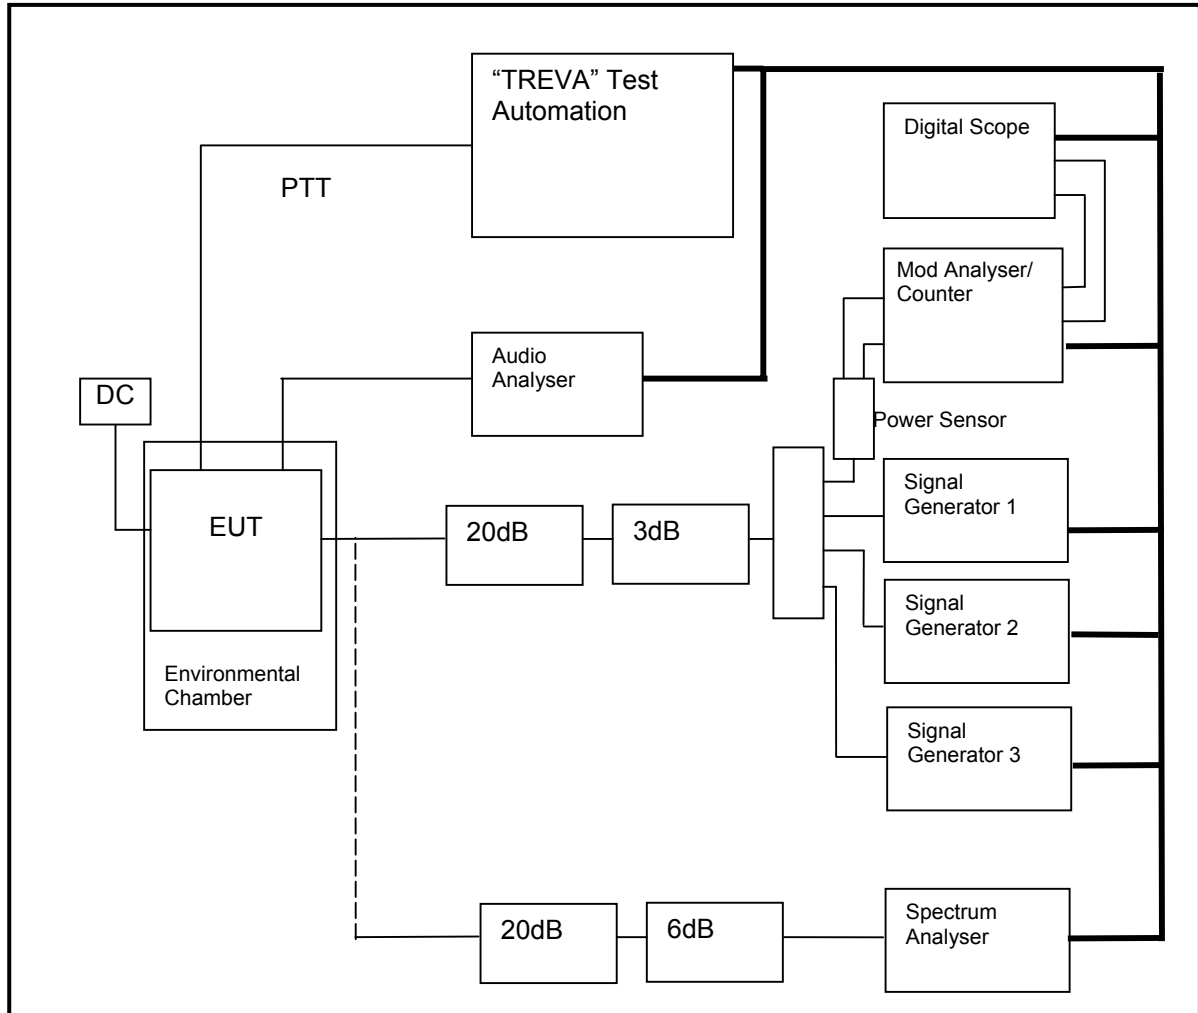 “TREVA” Test
Automation
Digital Scope
PTT
Mod Analyser/
Counter
Audio
Analyser
DC
Power Sensor
EUT
20dB
3dB
Signal
Generator 1
Signal
Generator 2
Environmental
Chamber
Signal
Generator 3
20dB
6dB
Spectrum
Analyser